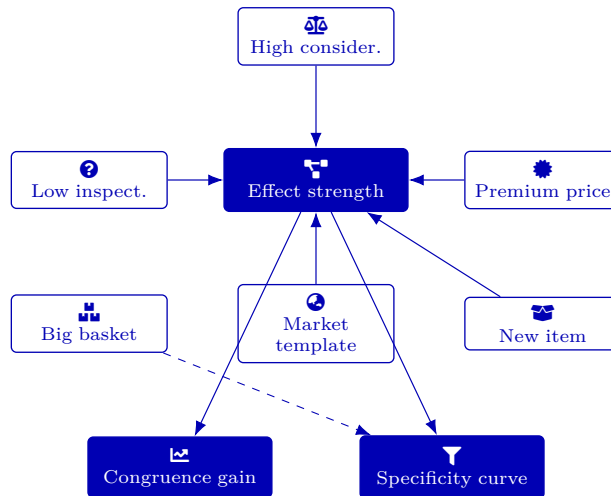 High consider.
Low inspect.
Effect strength
Premium price
Big basket
Market
template
New item
Congruence gain
Specificity curve